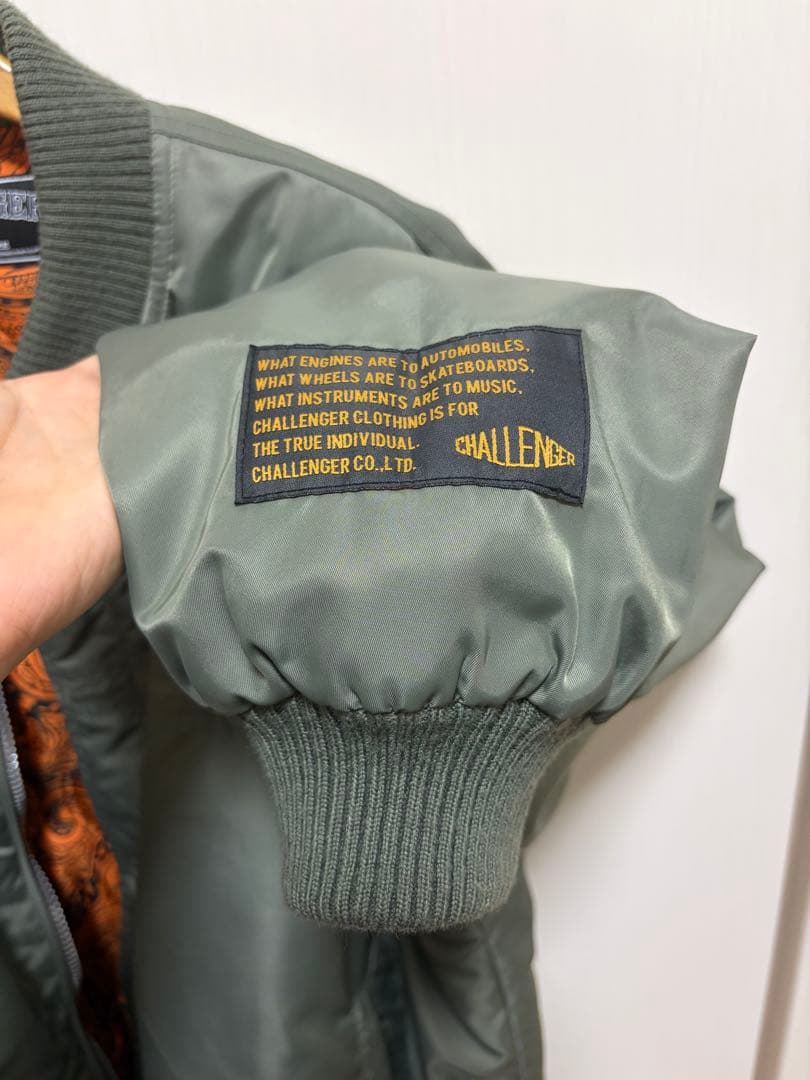 WHAT ENGINES ARE TO AUTOMOBILES,
WHAT WHEELS ARE TO SKATEBOARDS,
WHAT INSTRUMENTS ARE TO MUSIC,
CHALLENGER CLOTHING IS FOR
THE TRUE INDIVIDUAL.
CHALLENGER CO.,LTD.
CHALLENGER